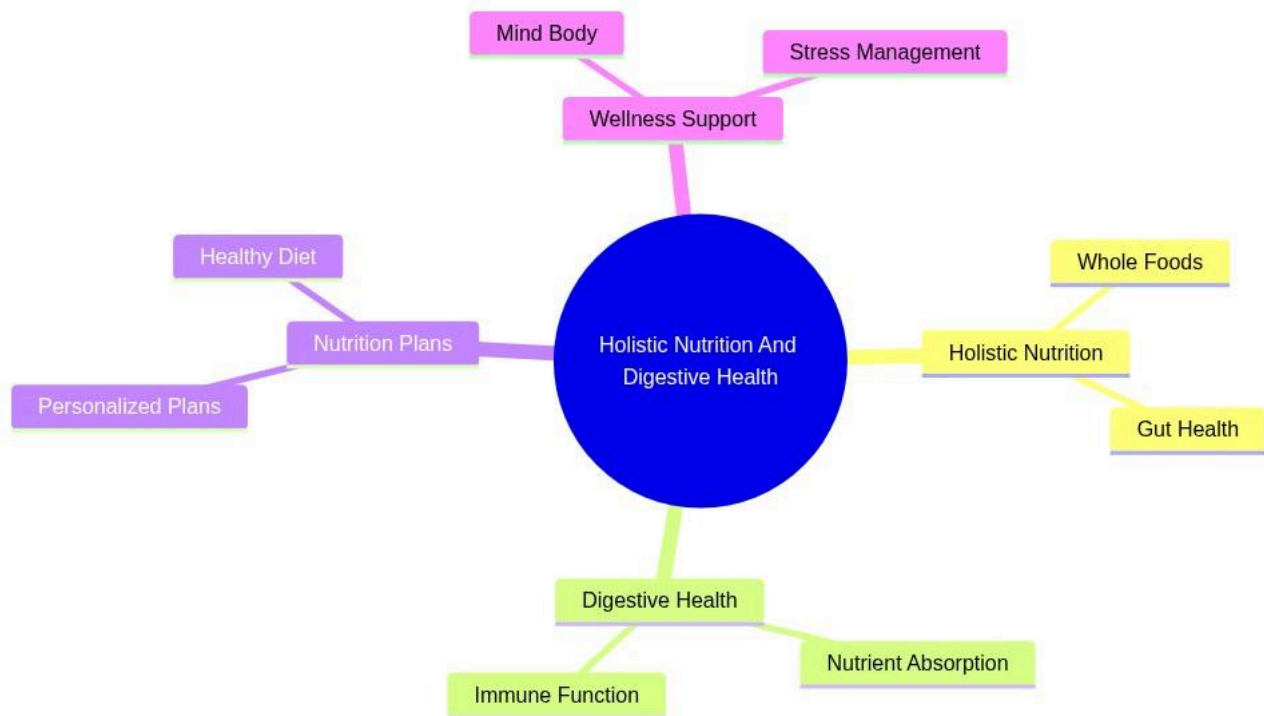 Mind Body
Stress Management
Wellness Support
Healthy Diet
Nutrition Plans
Personalized Plans
Holistic Nutrition And
Digestive Health
Whole Foods
Holistic Nutrition
Gut Health
Digestive Health
Nutrient Absorption
Immune Function